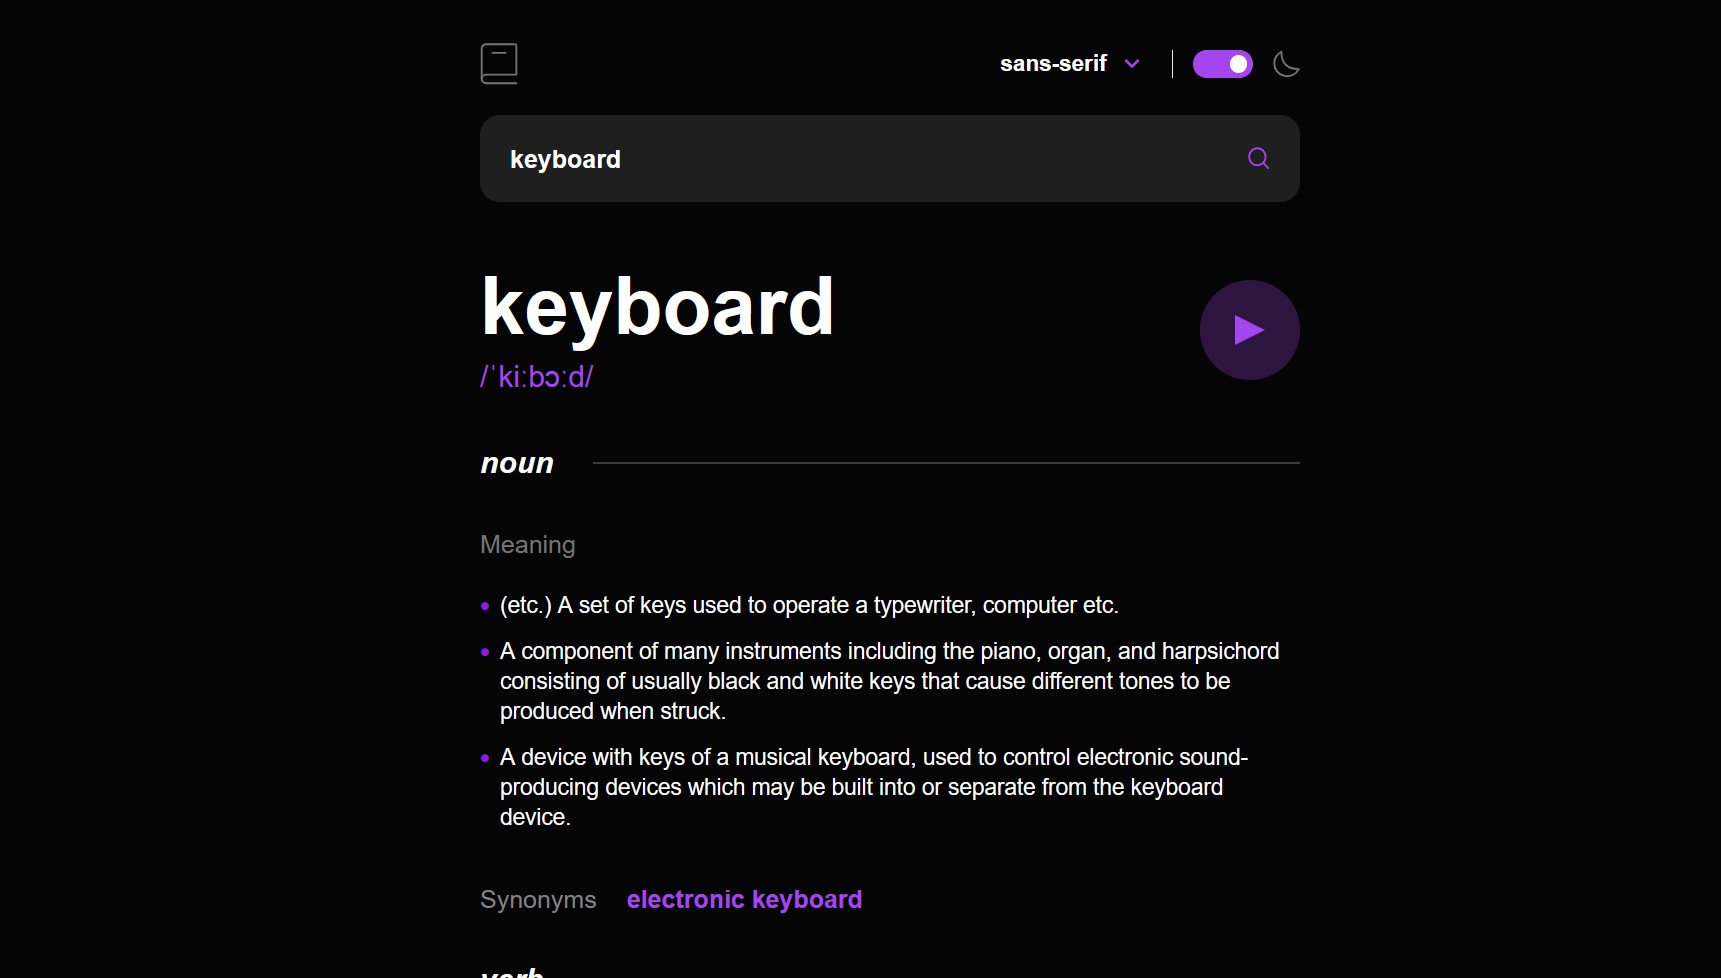 sans-serif
keyboard
keyboard
/ˈkiːbɔːd/
noun
Meaning
(etc.) A set of keys used to operate a typewriter, computer etc.
A component of many instruments including the piano, organ, and harpsichord
consisting of usually black and white keys that cause different tones to be
produced when struck.
A device with keys of a musical keyboard, used to control electronic sound-
producing devices which may be built into or separate from the keyboard
device.
Synonyms electronic keyboard
verb